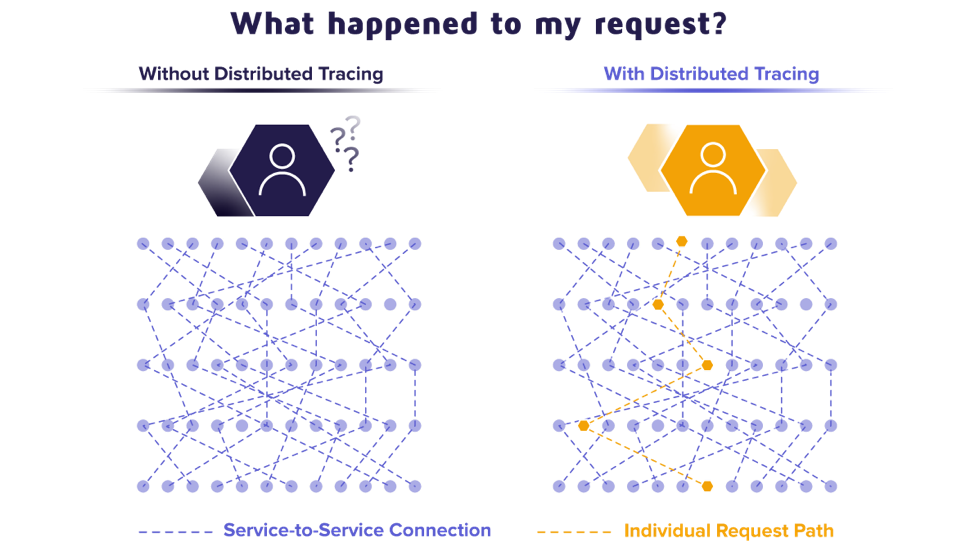 What happened to my request?
Without Distributed Tracing
With Distributed Tracing
? ? ?
Service-to-Service Connection
Individual Request Path